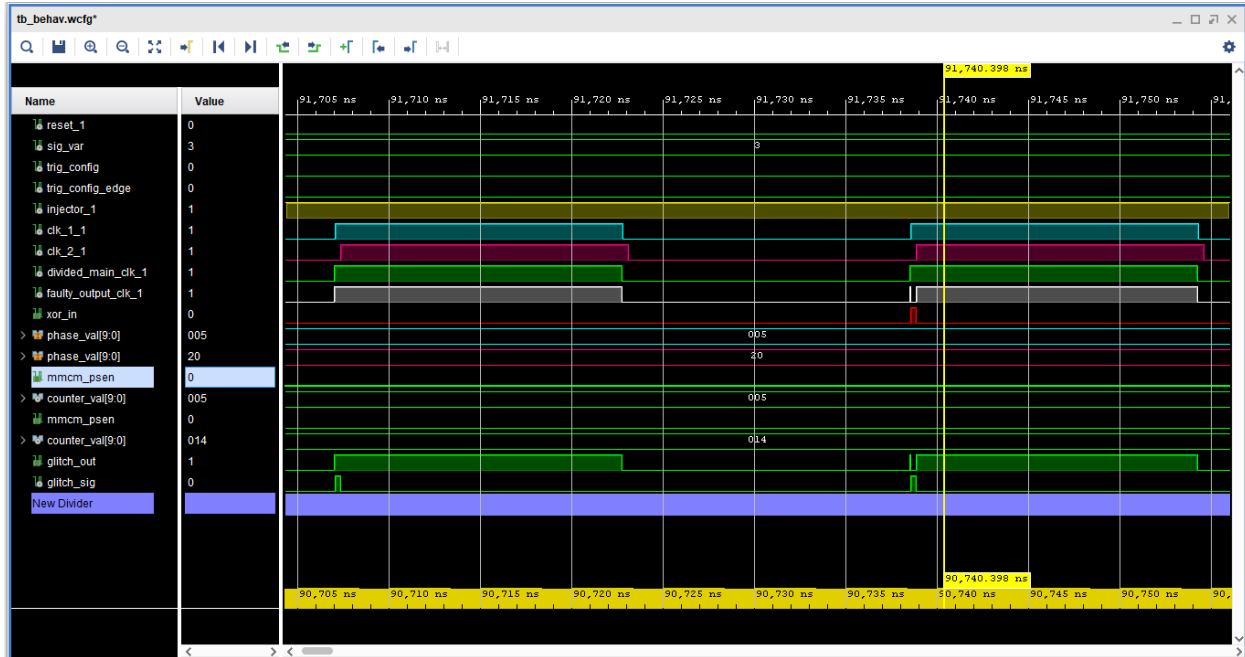 tb_behav.wcfg*
91,740.398 ns
Name Value 91,705 ns 91,710 ns 91,715 ns 91,720 ns 91,725 ns 91,730 ns 91,735 ns 91,740 ns 91,745 ns 91,750 ns 91,
reset_1 0
sig_var 3 3
trig_config 0
trig_config_edge 0
injector_1 1
clk_1_1 1
clk_2_1 1
divided_main_clk_1 1
faulty_output_clk_1 1
xor_in 0
phase_val[9:0] 005 005
phase_val[9:0] 20 20
mmcm_psen 0
counter_val[9:0] 005 005
mmcm_psen 0
counter_val[9:0] 014 014
glitch_out 1
glitch_sig 0
New Divider
90,740.398 ns
90,705 ns 90,710 ns 90,715 ns 90,720 ns 90,725 ns 90,730 ns 90,735 ns 90,740 ns 90,745 ns 90,750 ns 90,